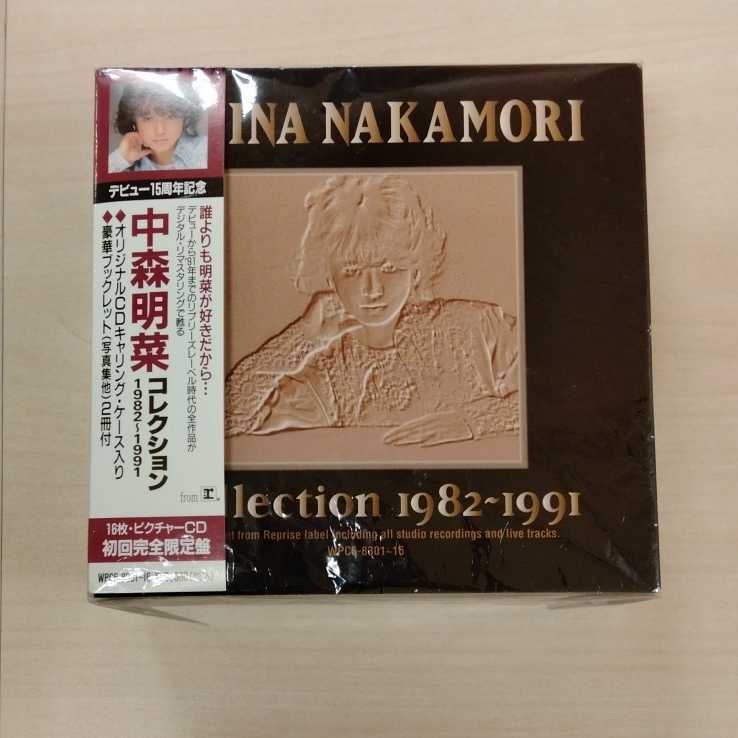 デビュー15周年記念
誰よりも明菜が好きだから…
デビューから'91年までのリプリーズレーベル時代の全作品が
デジタル・リマスタリングで甦る
中森明菜
コレクション
1982~1991
◆オリジナルCDキャリング・ケース入り
◆豪華ブックレット(写真集他)2冊付
from
16枚・ピクチャーCD
初回完全限定盤
WPC6-8301~16
INA NAKAMORI
lection 1982~1991
from Reprise label including all studio recordings and live tracks.
WPC6-8301~16